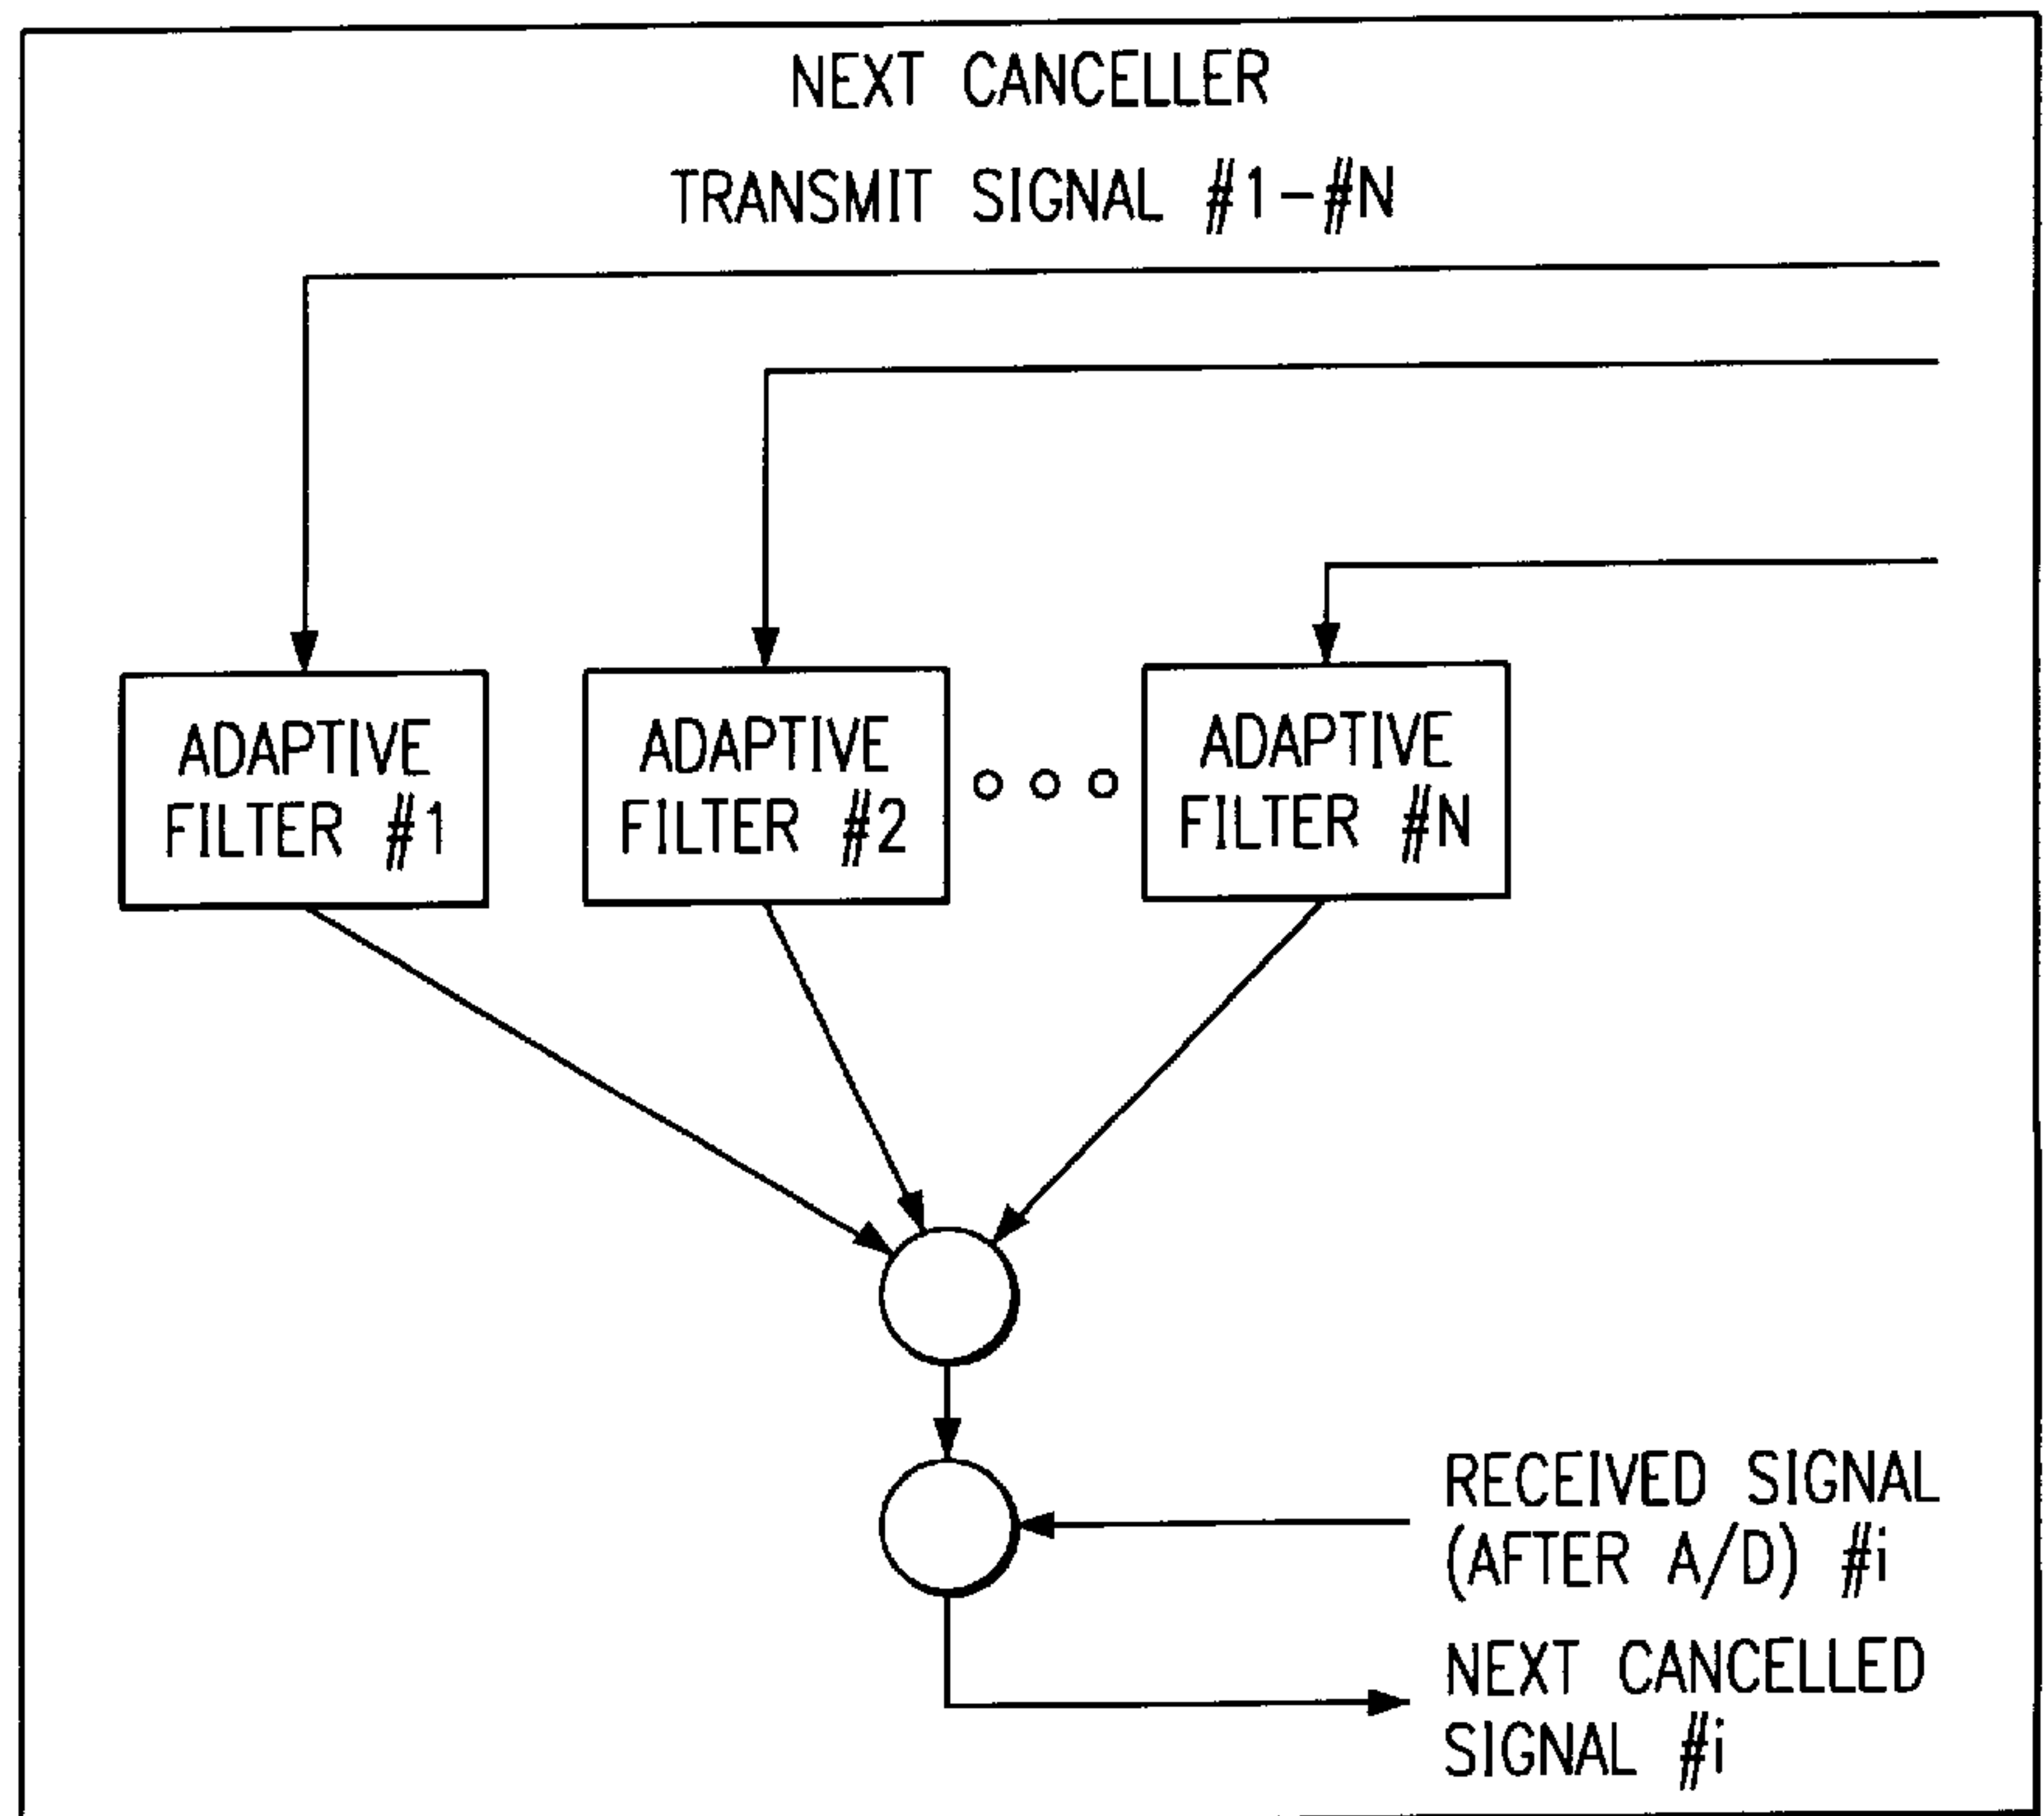 NEXT CANCELLER
TRANSMIT SIGNAL #1-#N
ADAPTIVE
FILTER #1
ADAPTIVE
FILTER #2
ADAPTIVE
FILTER #N
RECEIVED SIGNAL
(AFTER A/D) #i
NEXT CANCELLED
SIGNAL #i